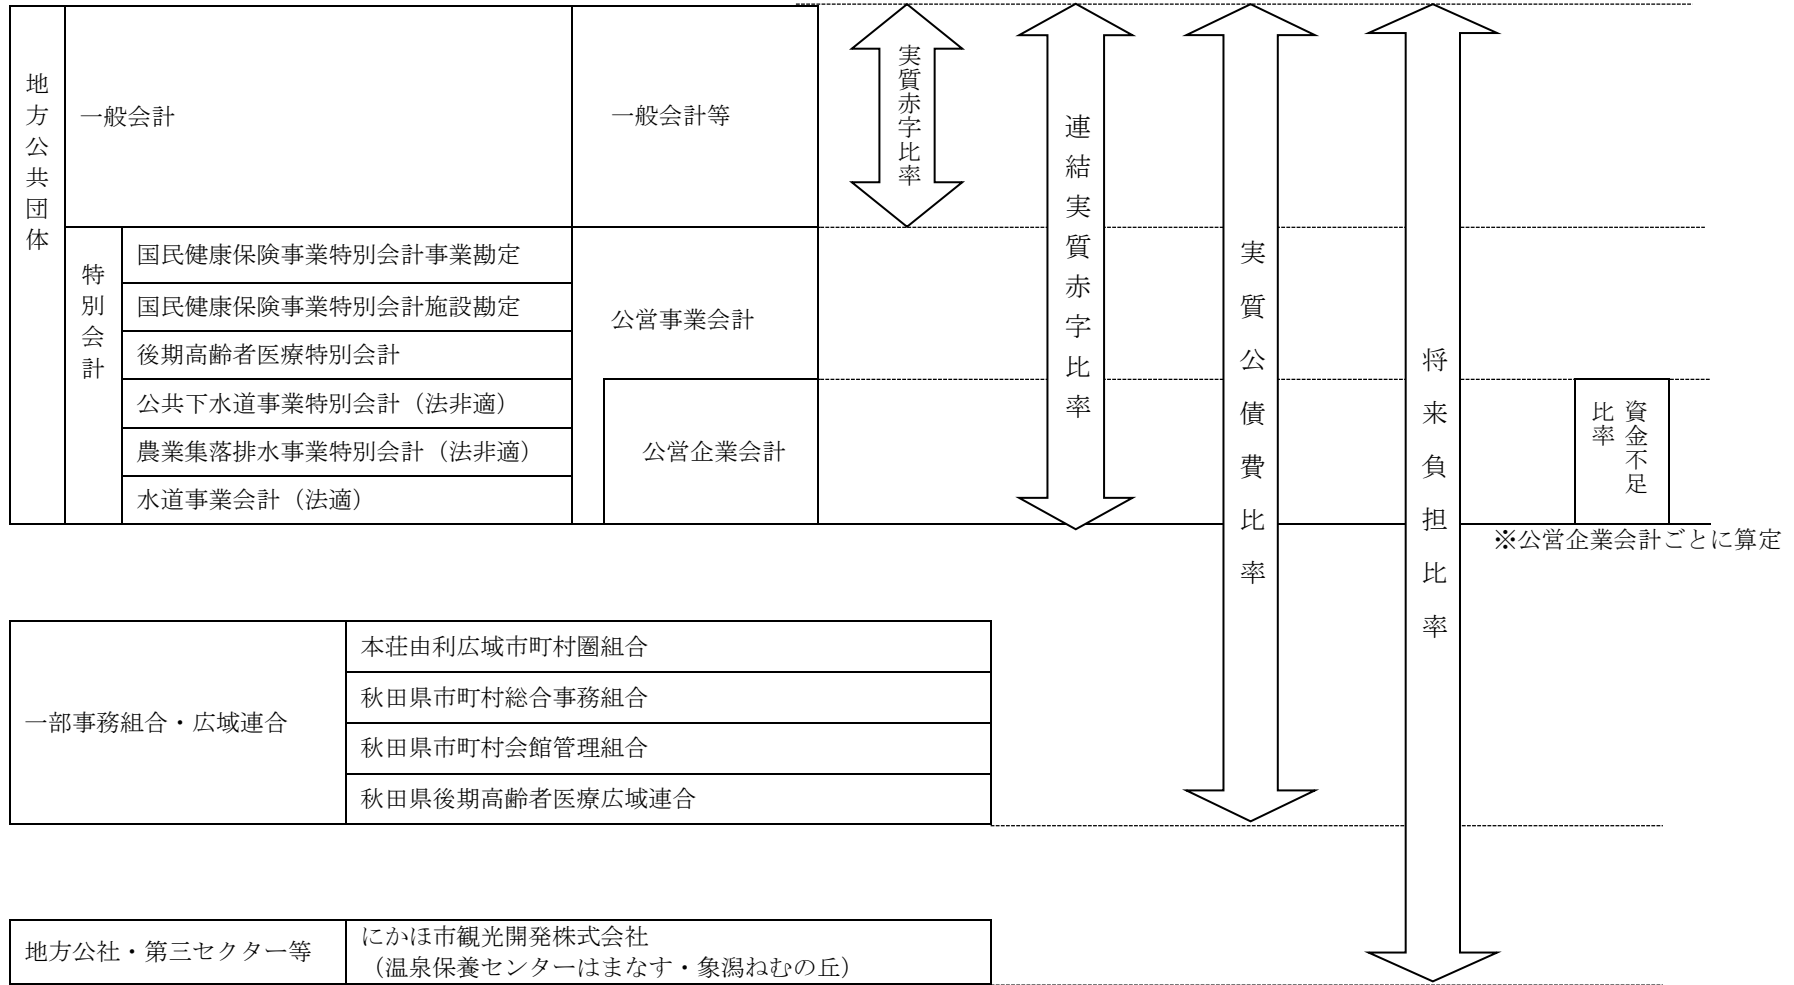 地方公共団体
一般会計
一般会計等
特別会計
国民健康保険事業特別会計事業勘定
国民健康保険事業特別会計施設勘定
後期高齢者医療特別会計
公共下水道事業特別会計（法非適）
農業集落排水事業特別会計（法非適）
水道事業会計（法適）
公営事業会計
公営企業会計
実質赤字比率
連結実質赤字比率
実質公債費比率
将来負担比率
資金不足
比率
※公営企業会計ごとに算定
一部事務組合・広域連合
本荘由利広域市町村圏組合
秋田県市町村総合事務組合
秋田県市町村会館管理組合
秋田県後期高齢者医療広域連合
地方公社・第三セクター等
にかほ市観光開発株式会社
（温泉保養センターはまなす・象潟ねむの丘）